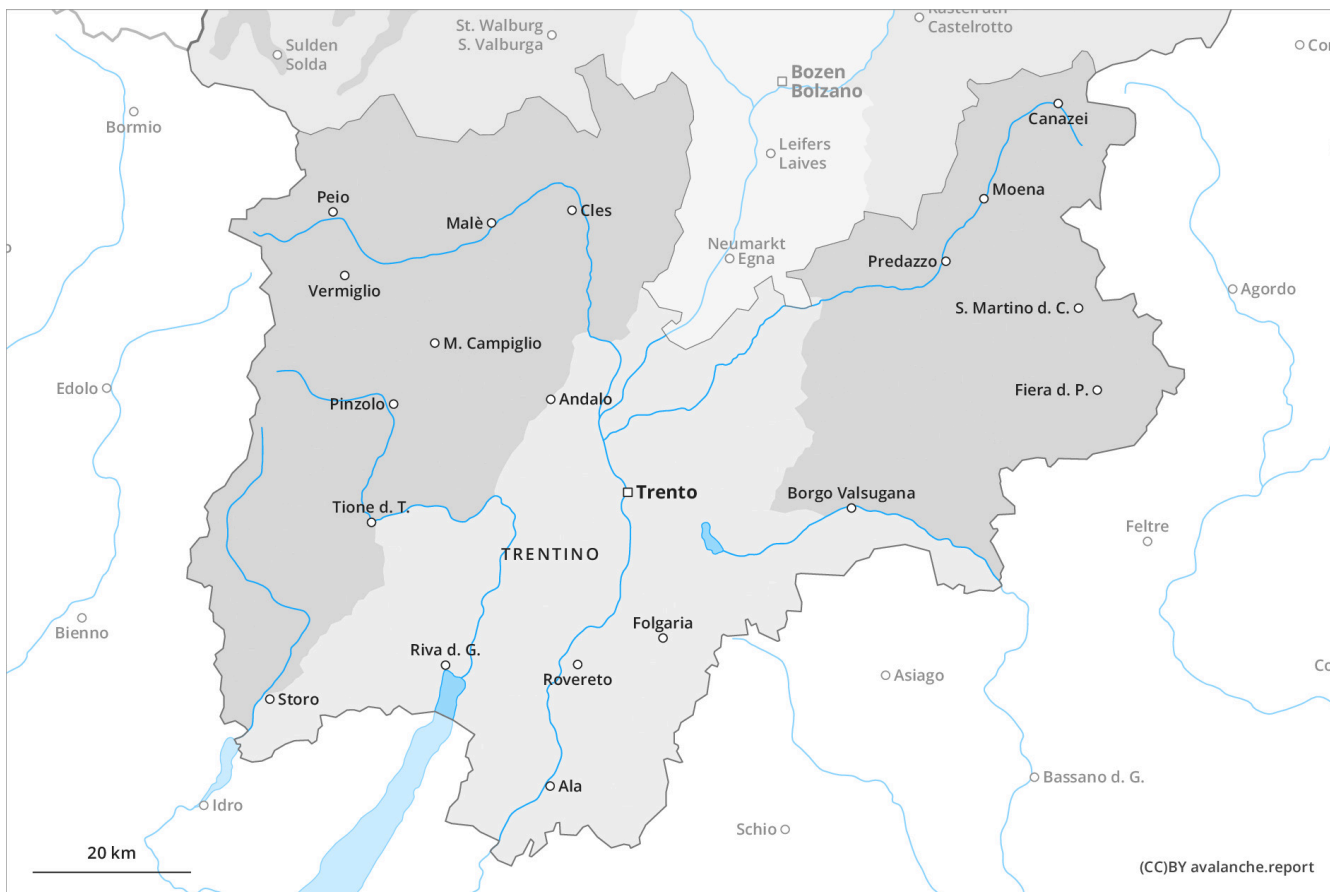 Kastelruth
Castelrotto
St. Walburg
S. Valburga
Sulden
Solda
Bozen
Bolzano
Bormio
Canazei
Leifers
Laives
Moena
Peio
Malè
Cles
Neumarkt
Egna
Predazzo
Vermiglio
Agordo
S. Martino d. C.
M. Campiglio
Edolo
Fiera d. P.
Pinzolo
Andalo
Trento
Borgo Valsugana
Tione d. T.
Feltre
TRENTINO
Bienno
Folgaria
Riva d. G.
Rovereto
Asiago
Storo
Bassano d. G.
Ala
Idro
Schio
20 km
(CC)BY avalanche.report